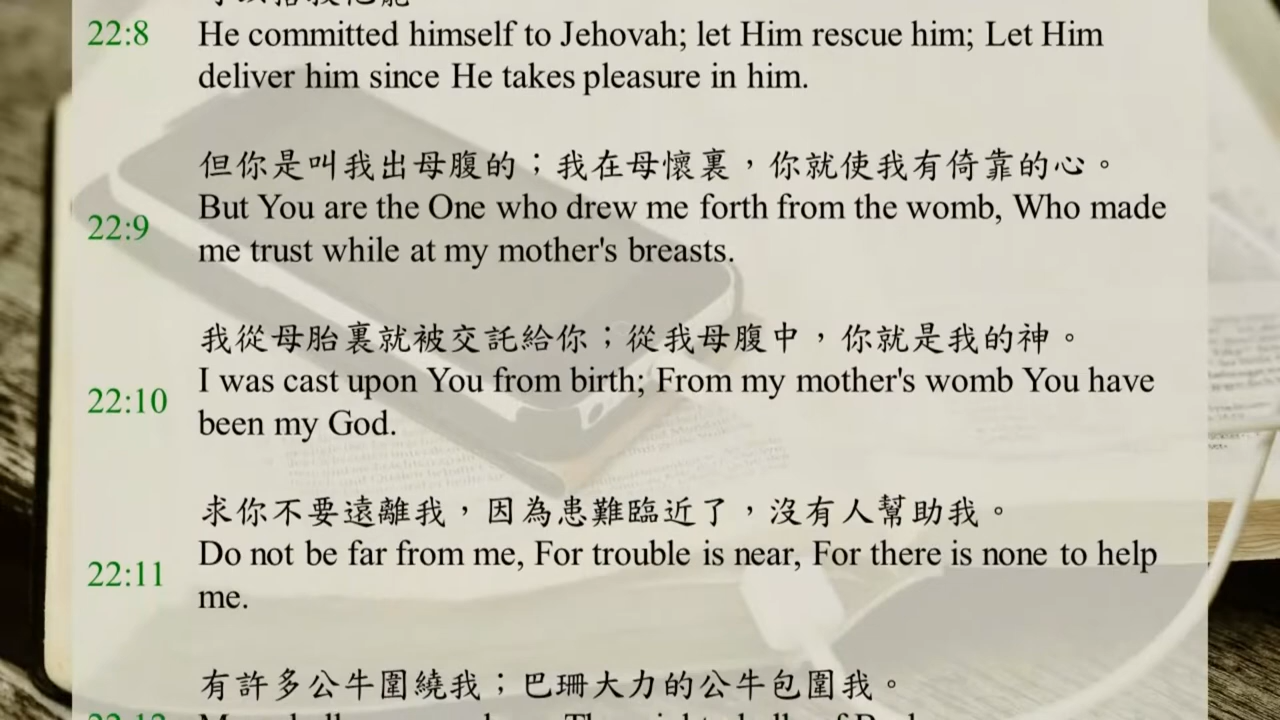 22:8 He committed himself to Jehovah; let Him rescue him; Let Him
deliver him since He takes pleasure in him.
但你是叫我出母腹的；我在母懷裏，你就使我有倚靠的心。
22:9 But You are the One who drew me forth from the womb, Who made
me trust while at my mother's breasts.
我從母胎裏就被交託給你；從我母腹中，你就是我的神。
22:10 I was cast upon You from birth; From my mother's womb You have
been my God.
求你不要遠離我，因為患難臨近了，沒有人幫助我。
22:11 Do not be far from me, For trouble is near, For there is none to help
me.
有許多公牛圍繞我；巴珊大力的公牛包圍我。